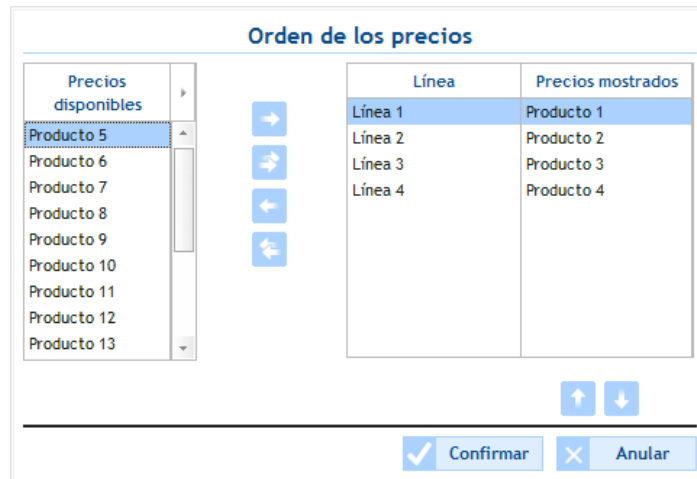 Orden de los precios
Precios
disponibles
Producto 5
Producto 6
Producto 7
Producto 8
Producto 9
Producto 10
Producto 11
Producto 12
Producto 13
Línea Precios mostrados
Línea 1 Producto 1
Línea 2 Producto 2
Línea 3 Producto 3
Línea 4 Producto 4
Confirmar Anular